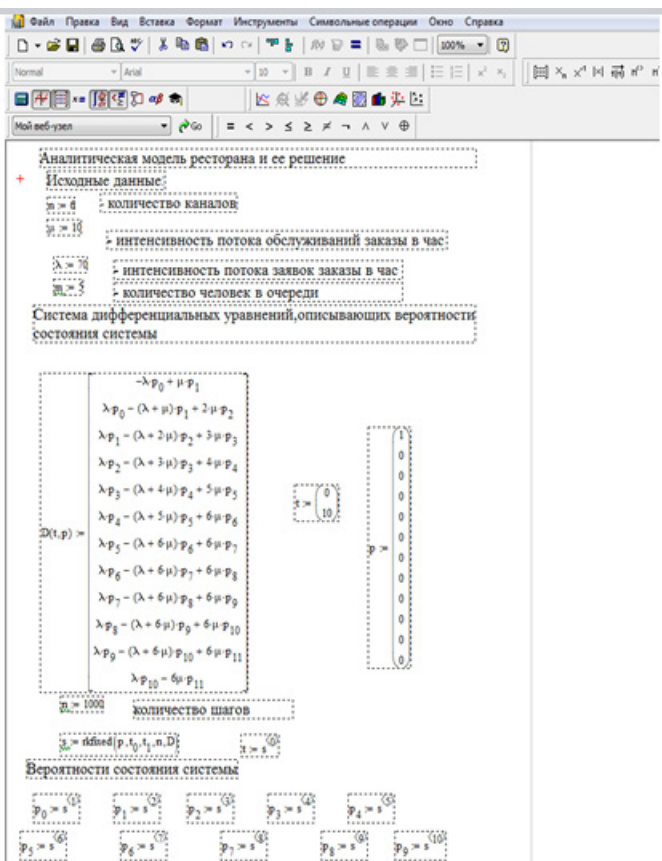 Файл Правка Вид Вставка Формат Инструменты Символьные операции Окно Справка
100%
Normal Arial 10 B I U
Мой веб-узел Go = < > ≤ ≥ ≠ ¬ ∧ ∨ ⊕
Аналитическая модель ресторана и ее решение
Исходные данные:
n := 6 - количество каналов
μ := 10
- интенсивность потока обслуживаний заказы в час
λ := 70 - интенсивность потока заявок заказы в час
m := 5 - количество человек в очереди
Система дифференциальных уравнений,описывающих вероятности
состояния системы
D(t,p) :=
-λ·p₀ + μ·p₁
λ·p₀ - (λ + μ)·p₁ + 2·μ·p₂
λ·p₁ - (λ + 2·μ)·p₂ + 3·μ·p₃
λ·p₂ - (λ + 3·μ)·p₃ + 4·μ·p₄
λ·p₃ - (λ + 4·μ)·p₄ + 5·μ·p₅
λ·p₄ - (λ + 5·μ)·p₅ + 6·μ·p₆
λ·p₅ - (λ + 6·μ)·p₆ + 6·μ·p₇
λ·p₆ - (λ + 6·μ)·p₇ + 6·μ·p₈
λ·p₇ - (λ + 6·μ)·p₈ + 6·μ·p₉
λ·p₈ - (λ + 6·μ)·p₉ + 6·μ·p₁₀
λ·p₉ - (λ + 6·μ)·p₁₀ + 6·μ·p₁₁
λ·p₁₀ - 6μ·p₁₁
t :=
0
10
p :=
1
0
0
0
0
0
0
0
0
0
0
0
n := 1000 количество шагов
s := rkfixed(p,t₀,t₁,n,D) t := s^⟨0⟩
Вероятности состояния системы
p₀ := s^⟨1⟩ p₁ := s^⟨2⟩ p₂ := s^⟨3⟩ p₃ := s^⟨4⟩ p₄ := s^⟨5⟩
p₅ := s^⟨6⟩ p₆ := s^⟨7⟩ p₇ := s^⟨8⟩ p₈ := s^⟨9⟩ p₉ := s^⟨10⟩